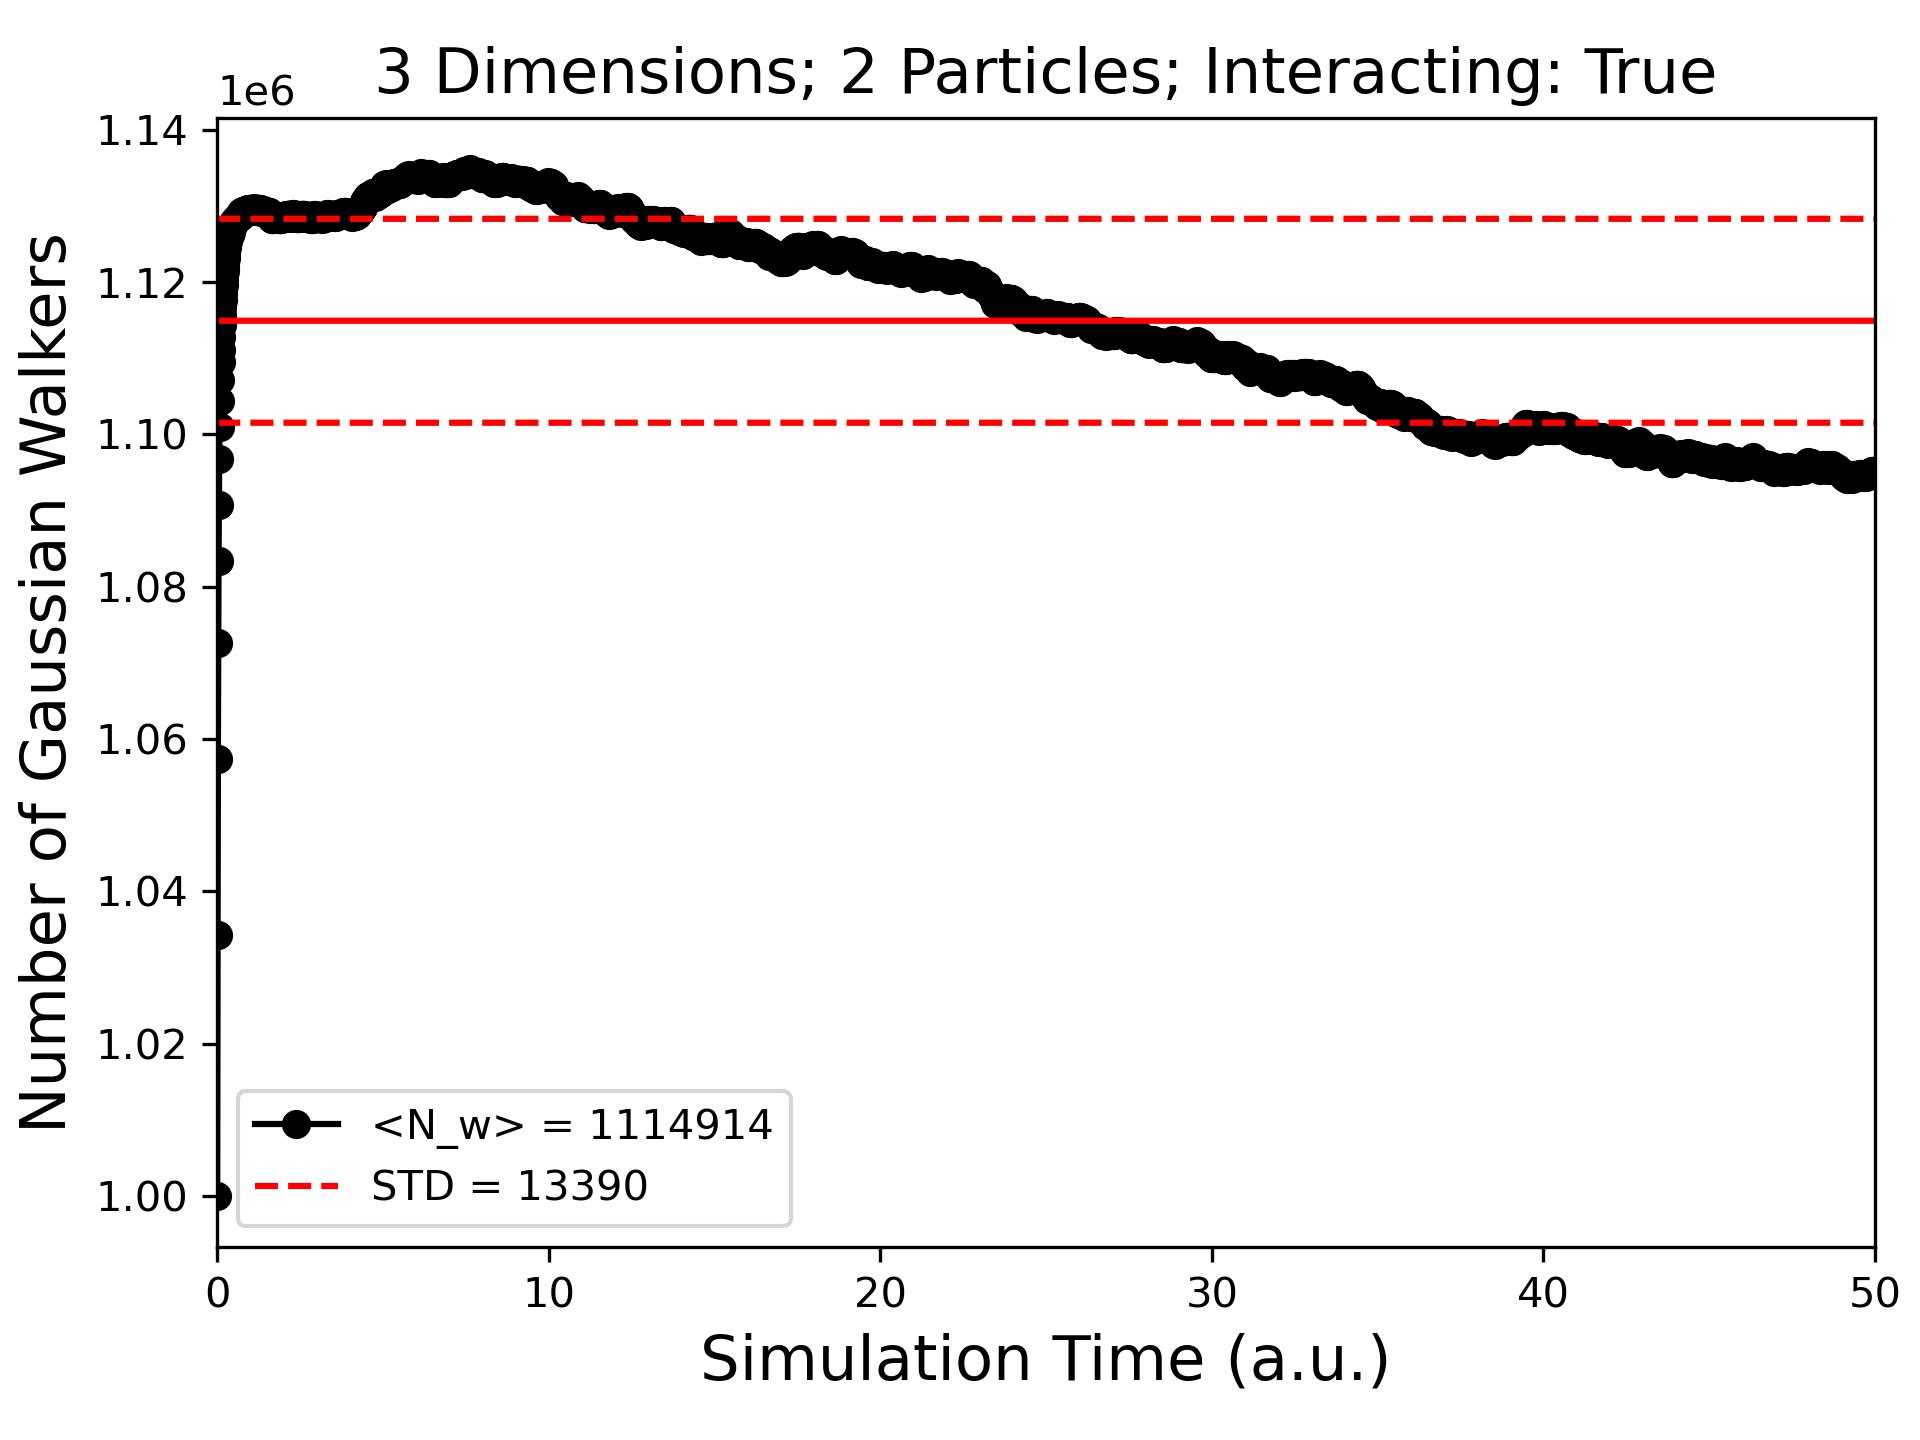 3 Dimensions; 2 Particles; Interacting: True
1e6
1.14
1.12
1.10
1.08
1.06
1.04
1.02
1.00
Number of Gaussian Walkers
<N_w> = 1114914
STD = 13390
0 10 20 30 40 50
Simulation Time (a.u.)